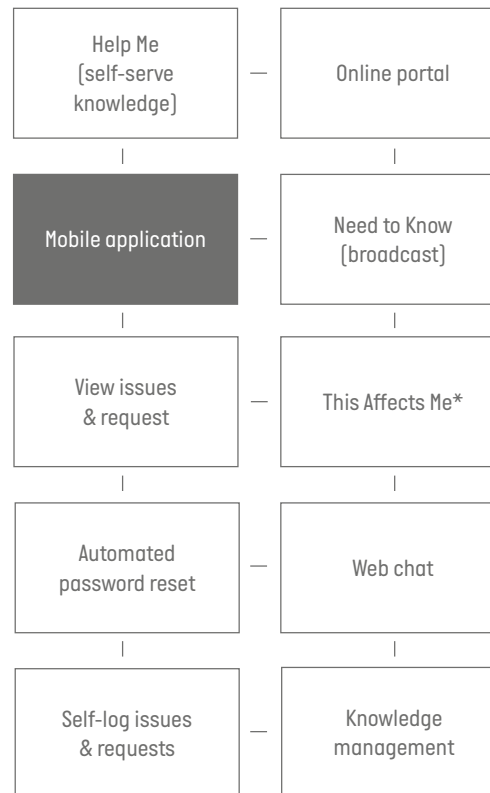 Help Me
(self-serve
knowledge)
Online portal
Mobile application
Need to Know
(broadcast)
View issues
& request
This Affects Me*
Automated
password reset
Web chat
Self-log issues
& requests
Knowledge
management